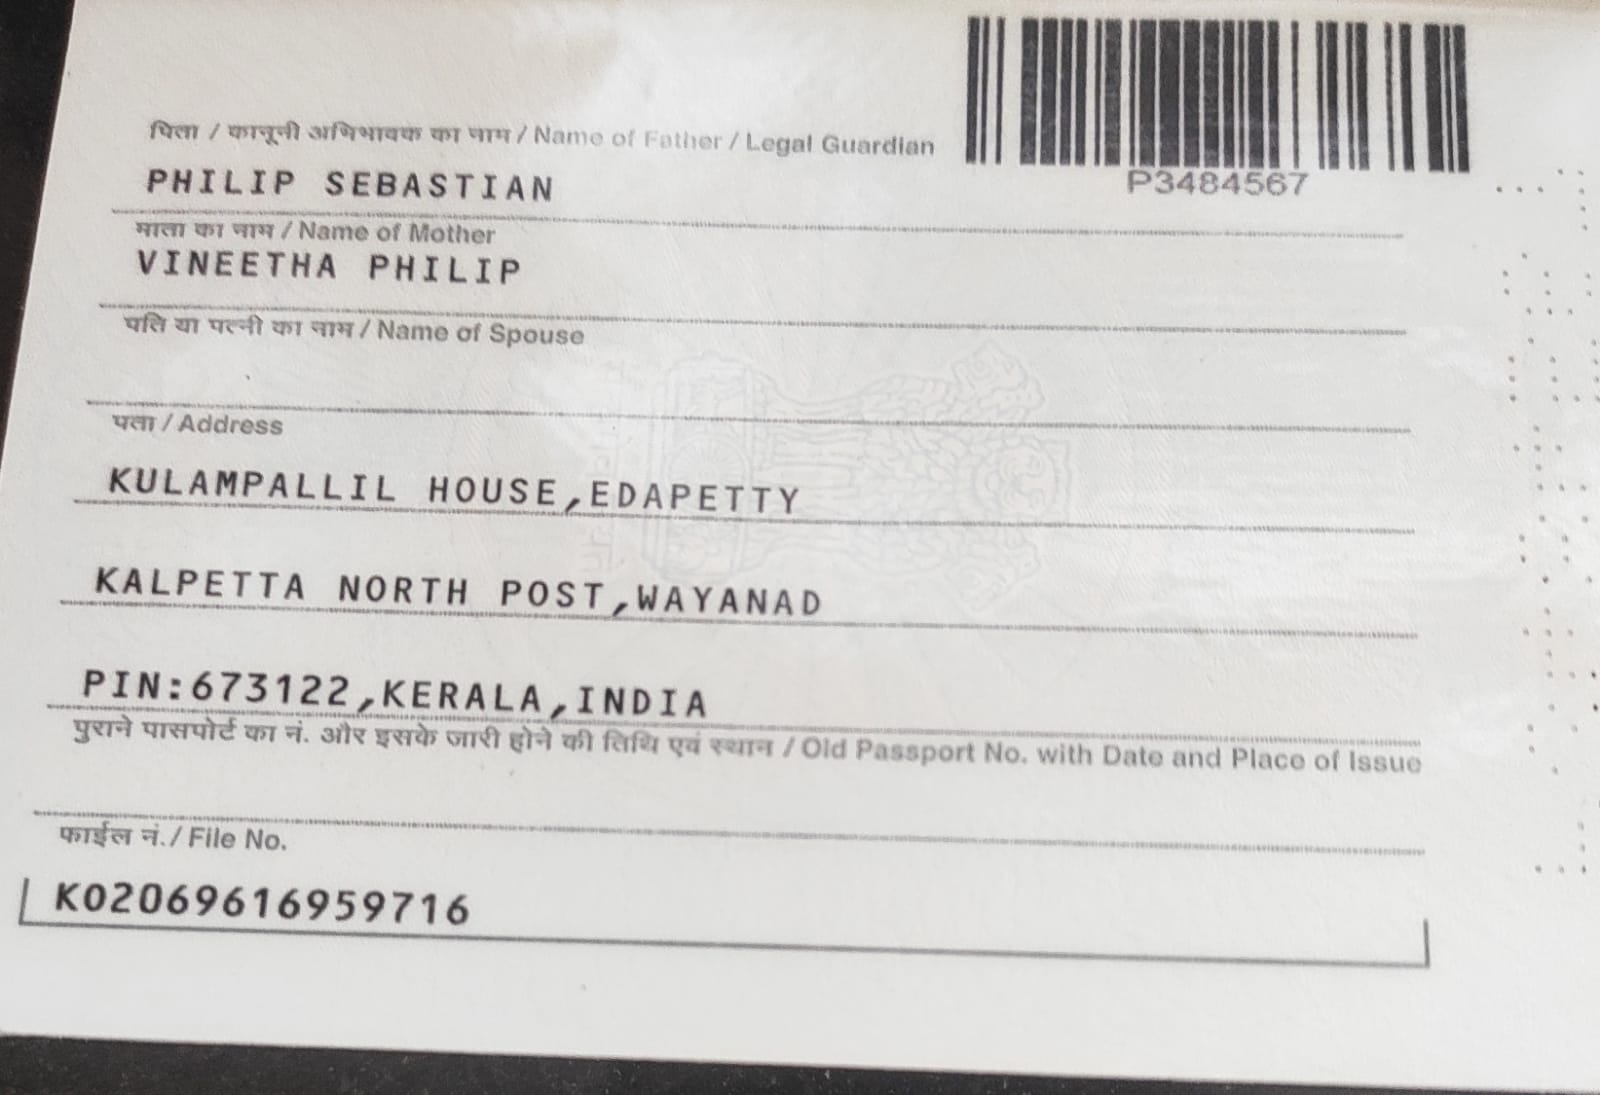 पिता / कानूनी अभिभावक का नाम / Name of Father / Legal Guardian
PHILIP SEBASTIAN
P3484567
माता का नाम / Name of Mother
VINEETHA PHILIP
पति या पत्नी का नाम / Name of Spouse
पता / Address
KULAMPALLIL HOUSE,EDAPETTY
KALPETTA NORTH POST,WAYANAD
PIN:673122,KERALA,INDIA
पुराने पासपोर्ट का नं. और इसके जारी होने की तिथि एवं स्थान / Old Passport No. with Date and Place of Issue
फाईल नं./ File No.
K02069616959716